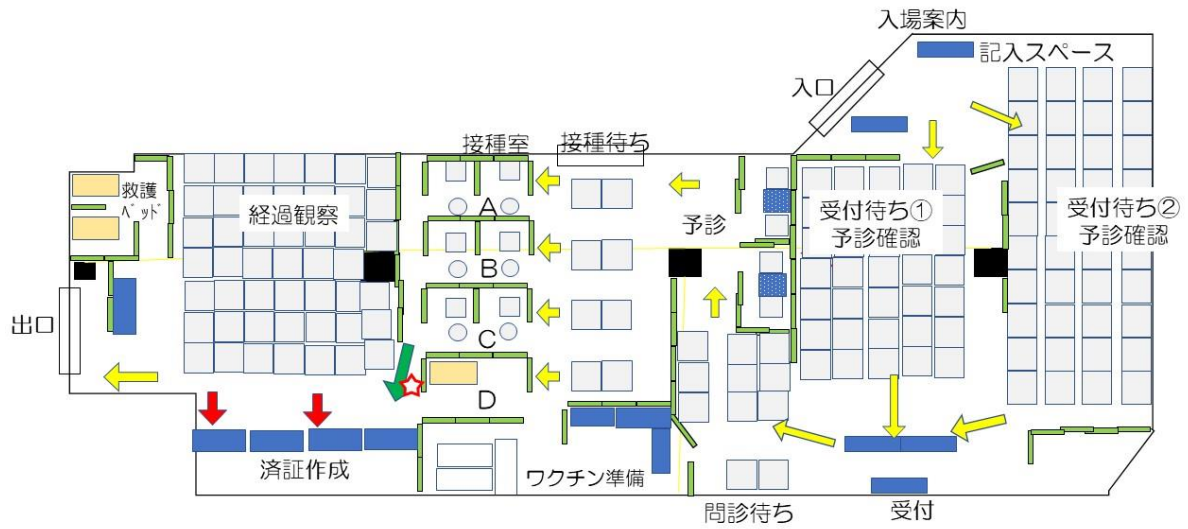 入場案内
記入スペース
入口
接種室
接種待ち
救護
ベッド
経過観察
A
予診
受付待ち①
予診確認
受付待ち②
予診確認
B
出口
C
D
済証作成
ワクチン準備
問診待ち
受付